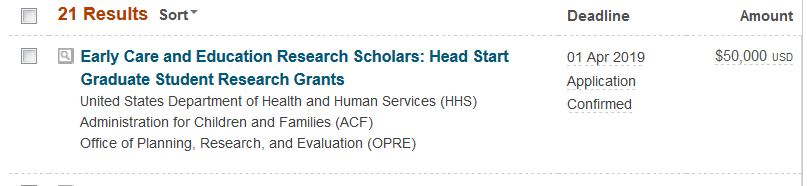 21 Results Sort Deadline Amount
Early Care and Education Research Scholars: Head Start 01 Apr 2019 $50,000 USD
Graduate Student Research Grants Application
United States Department of Health and Human Services (HHS) Confirmed
Administration for Children and Families (ACF)
Office of Planning, Research, and Evaluation (OPRE)